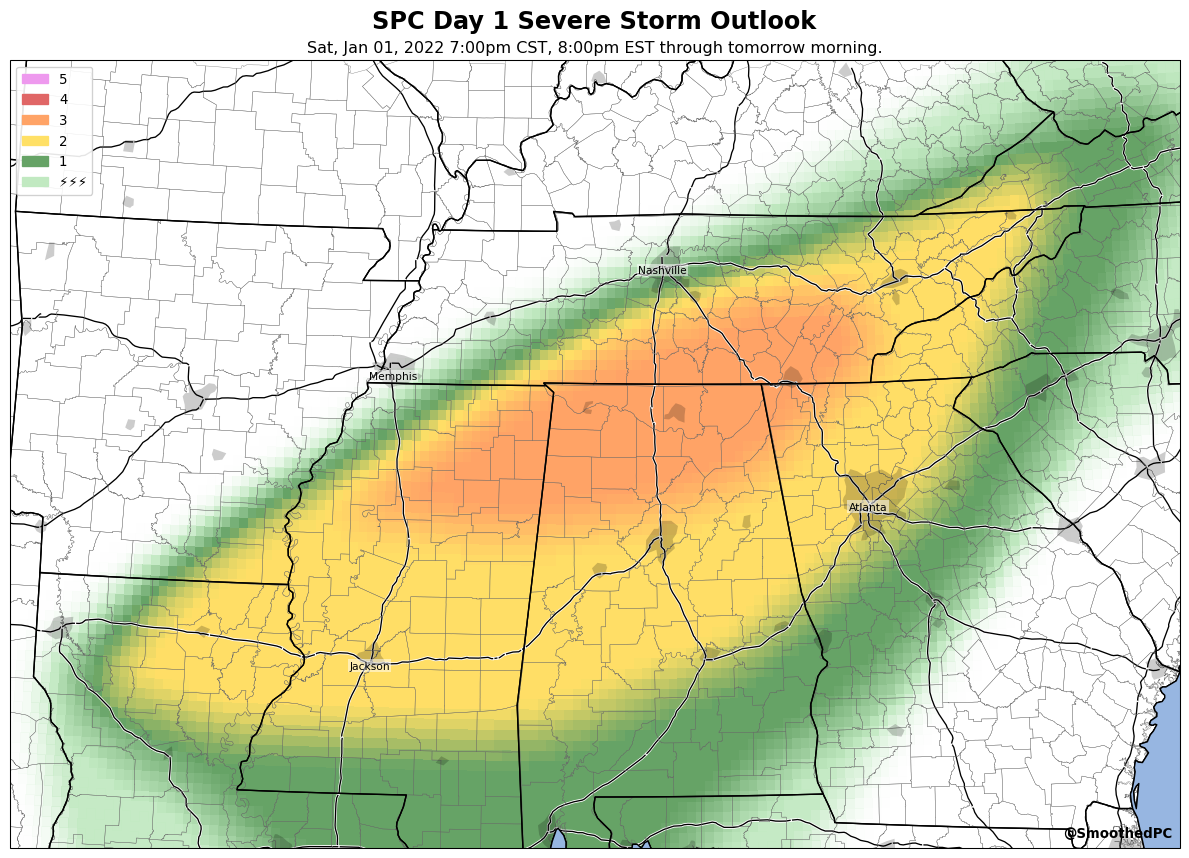 SPC Day 1 Severe Storm Outlook
Sat, Jan 01, 2022 7:00pm CST, 8:00pm EST through tomorrow morning.
5
4
3
2
1
⚡⚡⚡
Nashville
Memphis
Atlanta
Jackson
©SmoothedPC